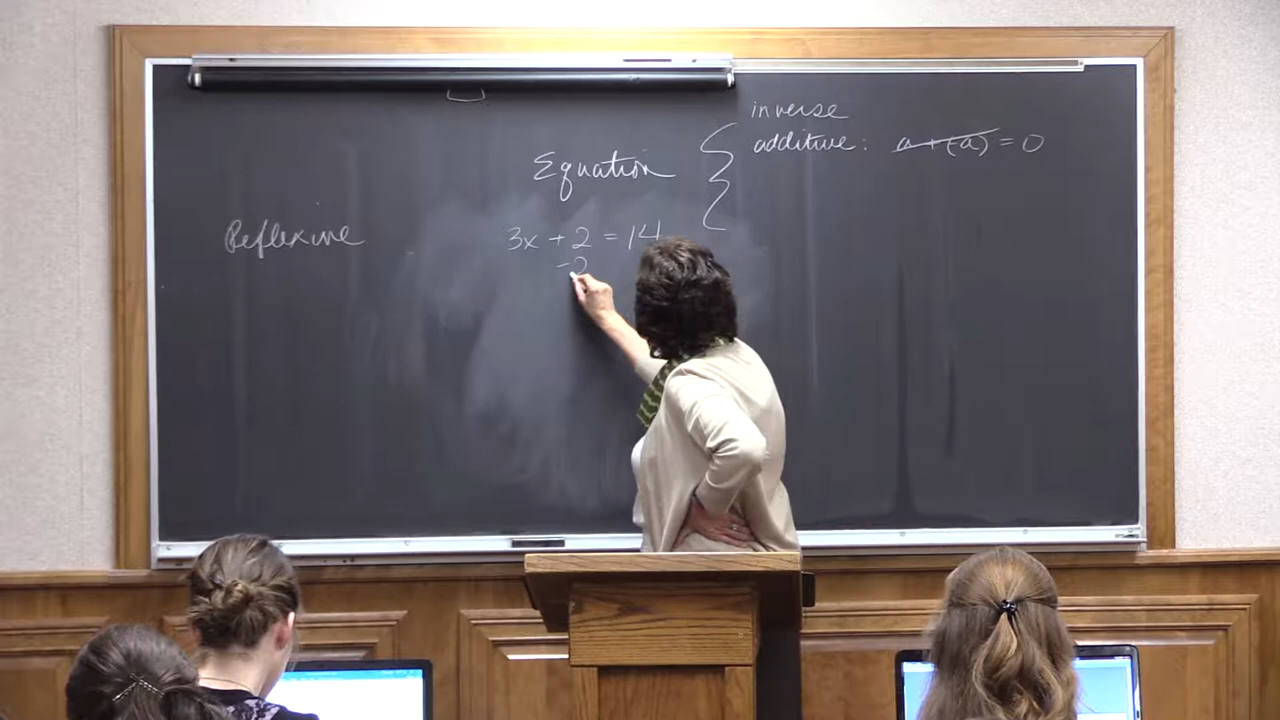 inverse
additive: a + (-a) = 0
Equation
Reflexive
3x + 2 = 14
-2